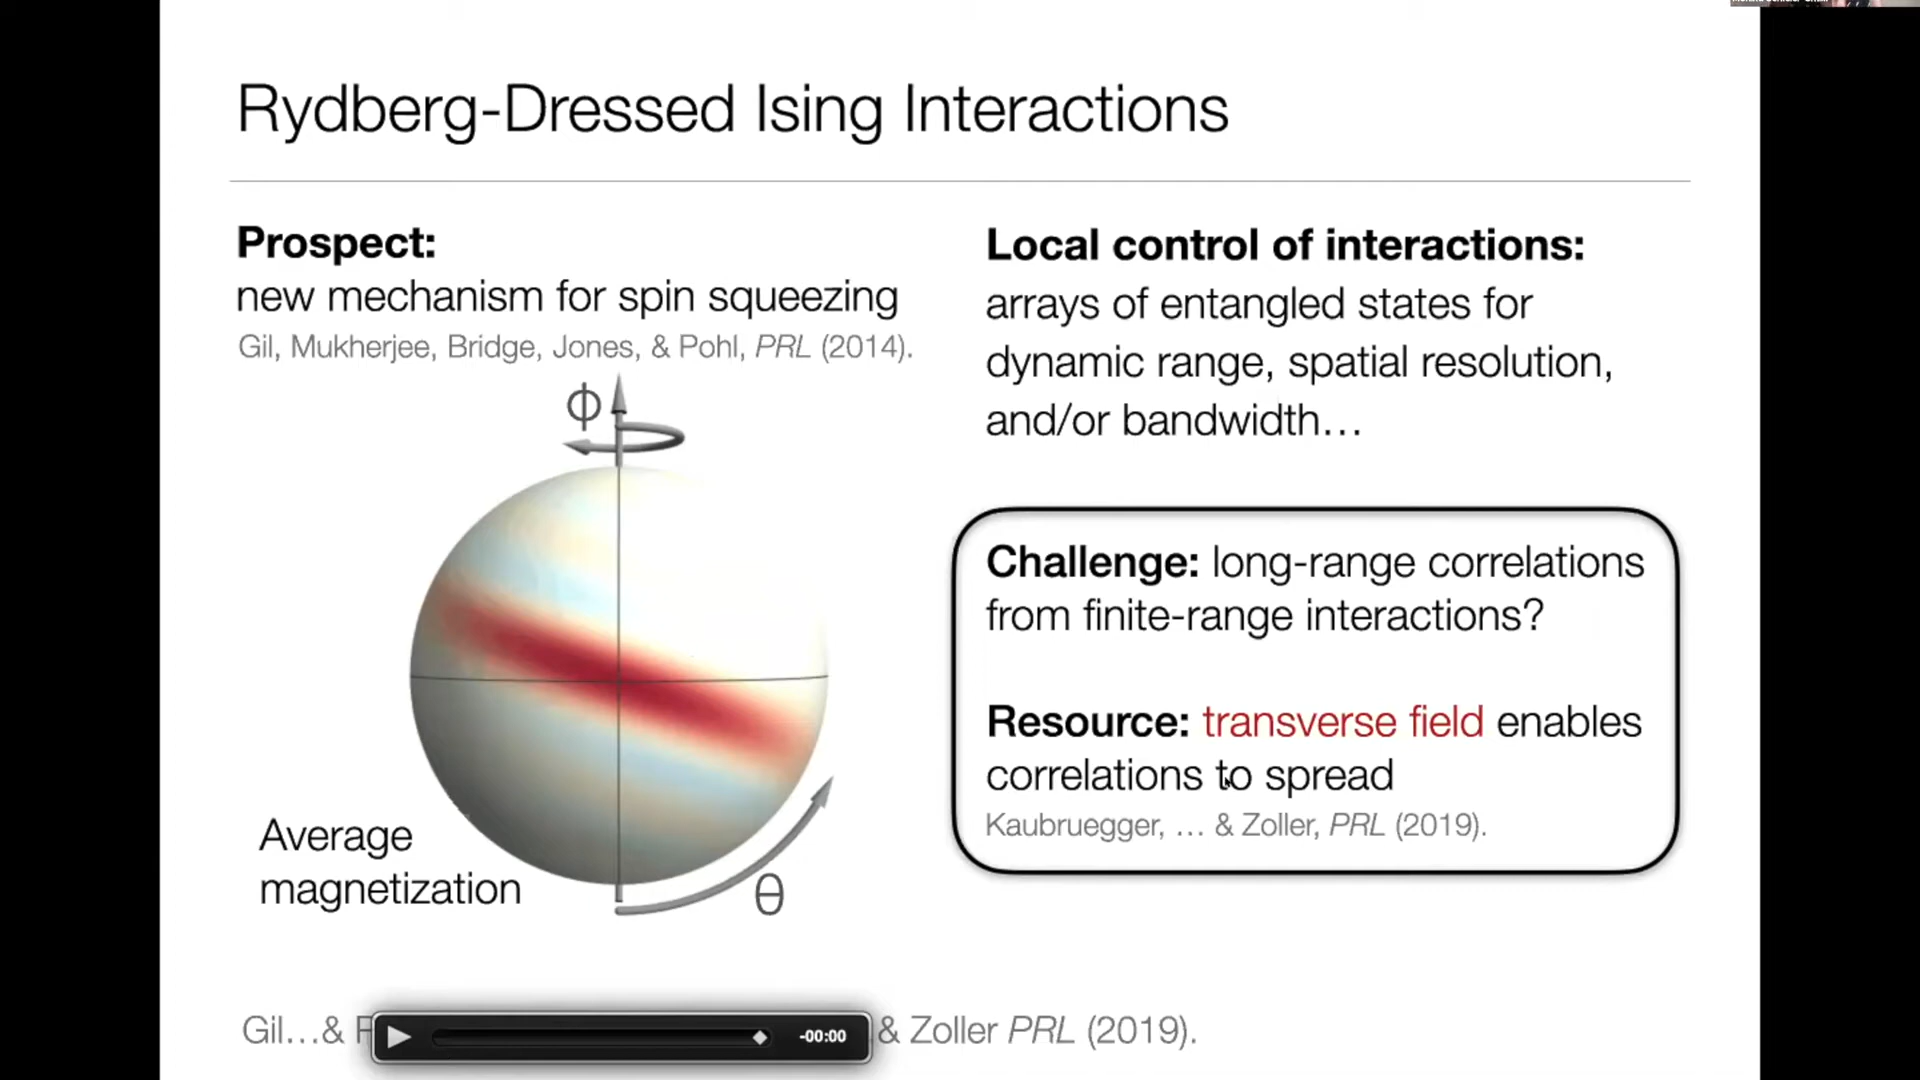 Rydberg-Dressed Ising Interactions
Prospect:
new mechanism for spin squeezing
Gil, Mukherjee, Bridge, Jones, & Pohl, PRL (2014).
ϕ
Average
magnetization
θ
Local control of interactions:
arrays of entangled states for
dynamic range, spatial resolution,
and/or bandwidth…
Challenge: long-range correlations
from finite-range interactions?
Resource: transverse field enables
correlations to spread
Kaubruegger, … & Zoller, PRL (2019).
Gil…& & Zoller PRL (2019).
-00:00